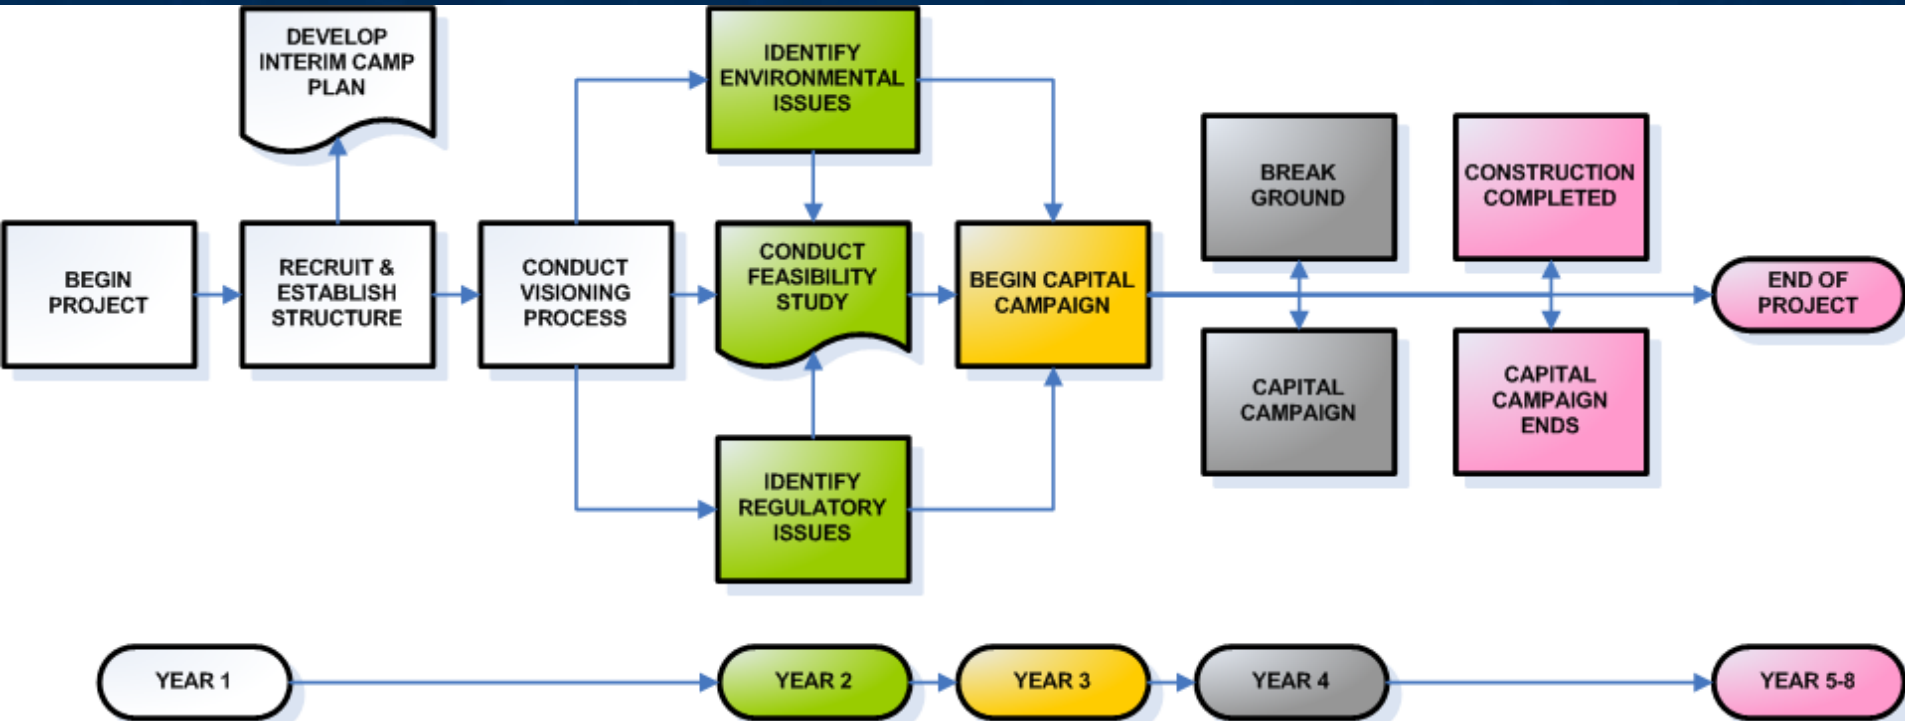 DEVELOP
INTERIM CAMP
PLAN
IDENTIFY
ENVIRONMENTAL
ISSUES
BREAK
GROUND
CONSTRUCTION
COMPLETED
BEGIN
PROJECT
RECRUIT &
ESTABLISH
STRUCTURE
CONDUCT
VISIONING
PROCESS
CONDUCT
FEASIBILITY
STUDY
BEGIN CAPITAL
CAMPAIGN
END OF
PROJECT
CAPITAL
CAMPAIGN
CAPITAL
CAMPAIGN
ENDS
IDENTIFY
REGULATORY
ISSUES
YEAR 1
YEAR 2
YEAR 3
YEAR 4
YEAR 5-8